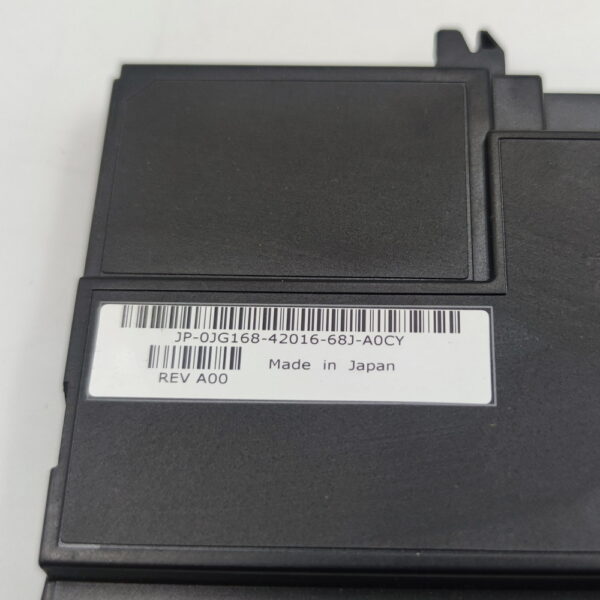 JP-0JG168-42016-68J-A0CY
Made in Japan
REV A00